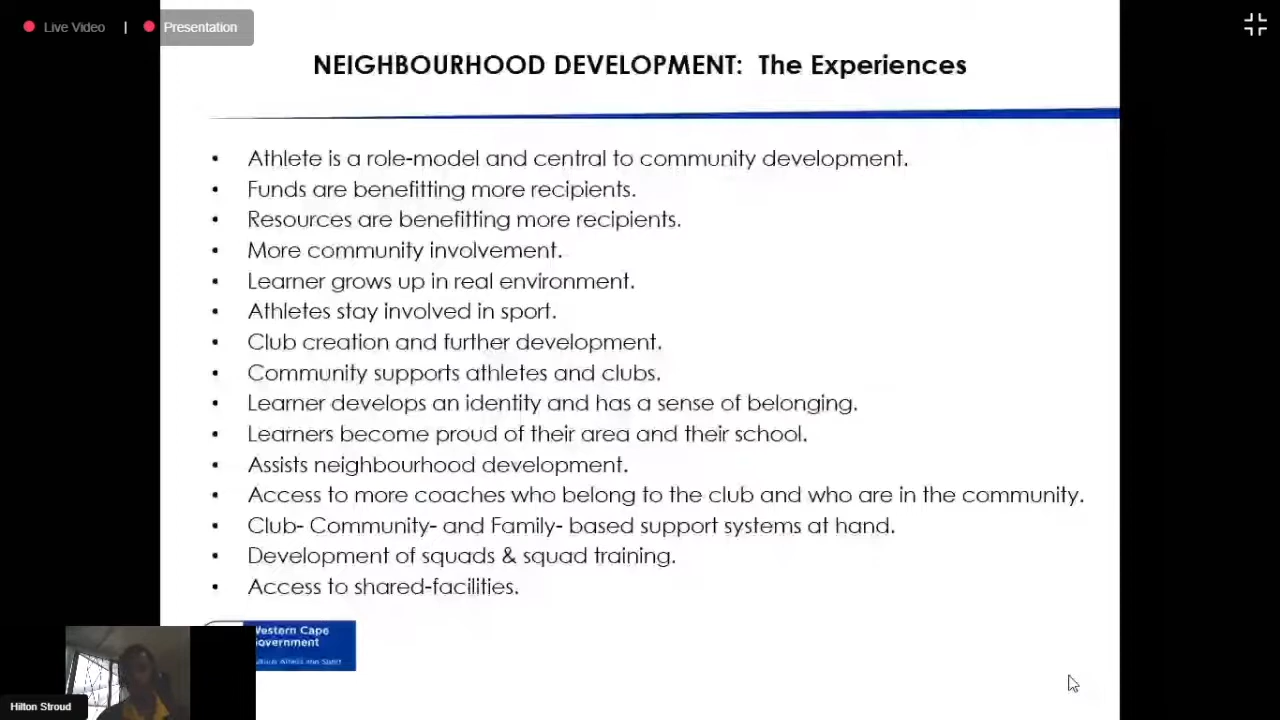 Live Video | Presentation
NEIGHBOURHOOD DEVELOPMENT: The Experiences
• Athlete is a role-model and central to community development.
• Funds are benefitting more recipients.
• Resources are benefitting more recipients.
• More community involvement.
• Learner grows up in real environment.
• Athletes stay involved in sport.
• Club creation and further development.
• Community supports athletes and clubs.
• Learner develops an identity and has a sense of belonging.
• Learners become proud of their area and their school.
• Assists neighbourhood development.
• Access to more coaches who belong to the club and who are in the community.
• Club- Community- and Family- based support systems at hand.
• Development of squads & squad training.
• Access to shared-facilities.
Western Cape
Government
Affairs and Sport
Hilton Stroud